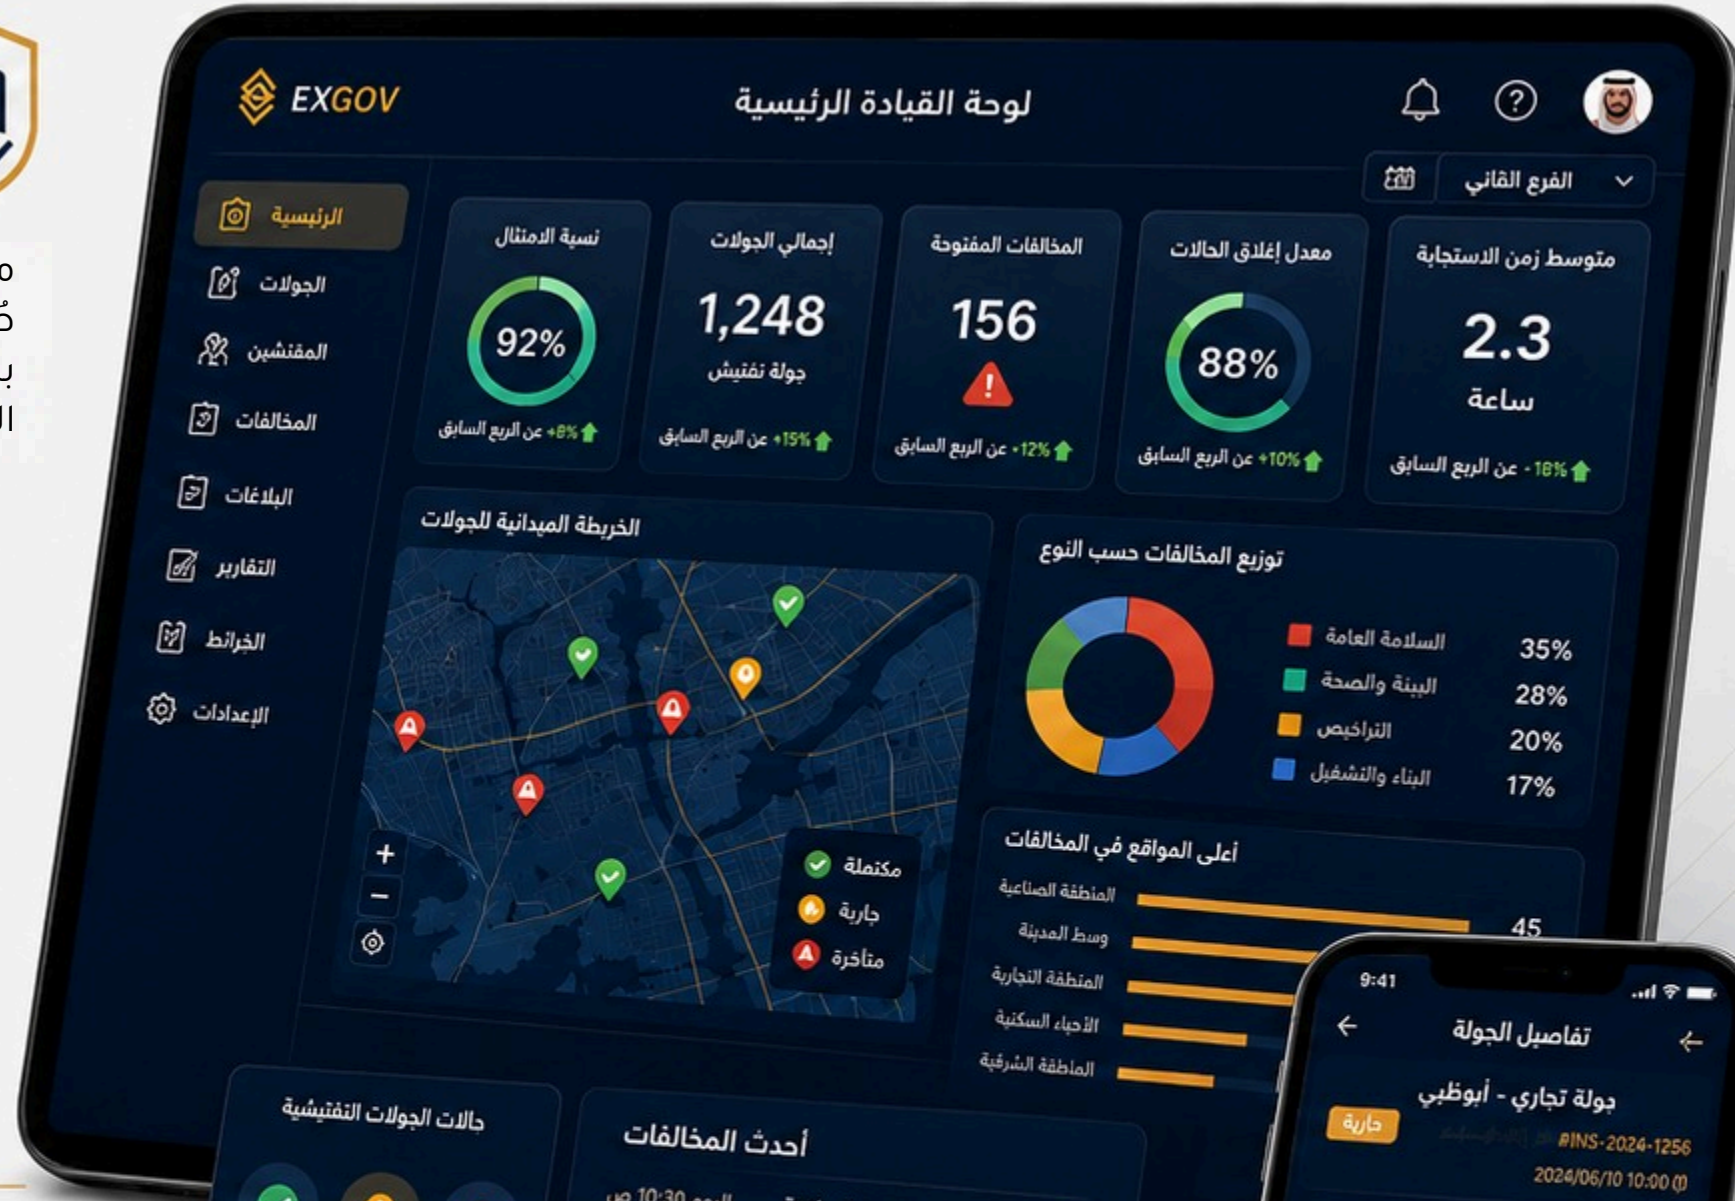 EXGOV
لوحة القيادة الرئيسية
الفرع القاني
الرئيسية
الجولات
المقنشين
المخالفات
البلاغات
التقارير
الخرائط
الإعدادات
نسبة الامتثال
92%
+8% عن الربع السابق
إجمالي الجولات
1,248
جولة تفتيش
+15% عن الربع السابق
المخالفات المفتوحة
156
-12% عن الربع السابق
معدل إغلاق الحالات
88%
+10% عن الربع السابق
متوسط زمن الاستجابة
2.3
ساعة
-18% عن الربع السابق
الخريطة الميدانية للجولات
مكتملة
جارية
متأخرة
توزيع المخالفات حسب النوع
السلامة العامة 35%
البيئة والصحة 28%
التراخيص 20%
البناء والتشغيل 17%
أعلى المواقع في المخالفات
المنطقة الصناعية 45
وسط المدينة
المنطقة التجارية
الأحياء السكنية
المنطقة الشرقية
حالات الجولات التفتيشية
أحدث المخالفات
9:41
تفاصيل الجولة
جولة تجاري - أبوظبي
جارية
#INS-2024-1256
2024/06/10 10:00